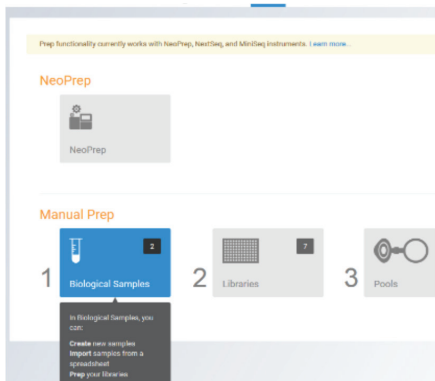 Prep functionality currently works with NeoPrep, NextSeq, and MiniSeq instruments. Learn more...
NeoPrep
NeoPrep
Manual Prep
1
2
Biological Samples
2
7
Libraries
3
Pools
In Biological Samples, you
can:
Create new samples
Import samples from a
spreadsheet
Prep your libraries